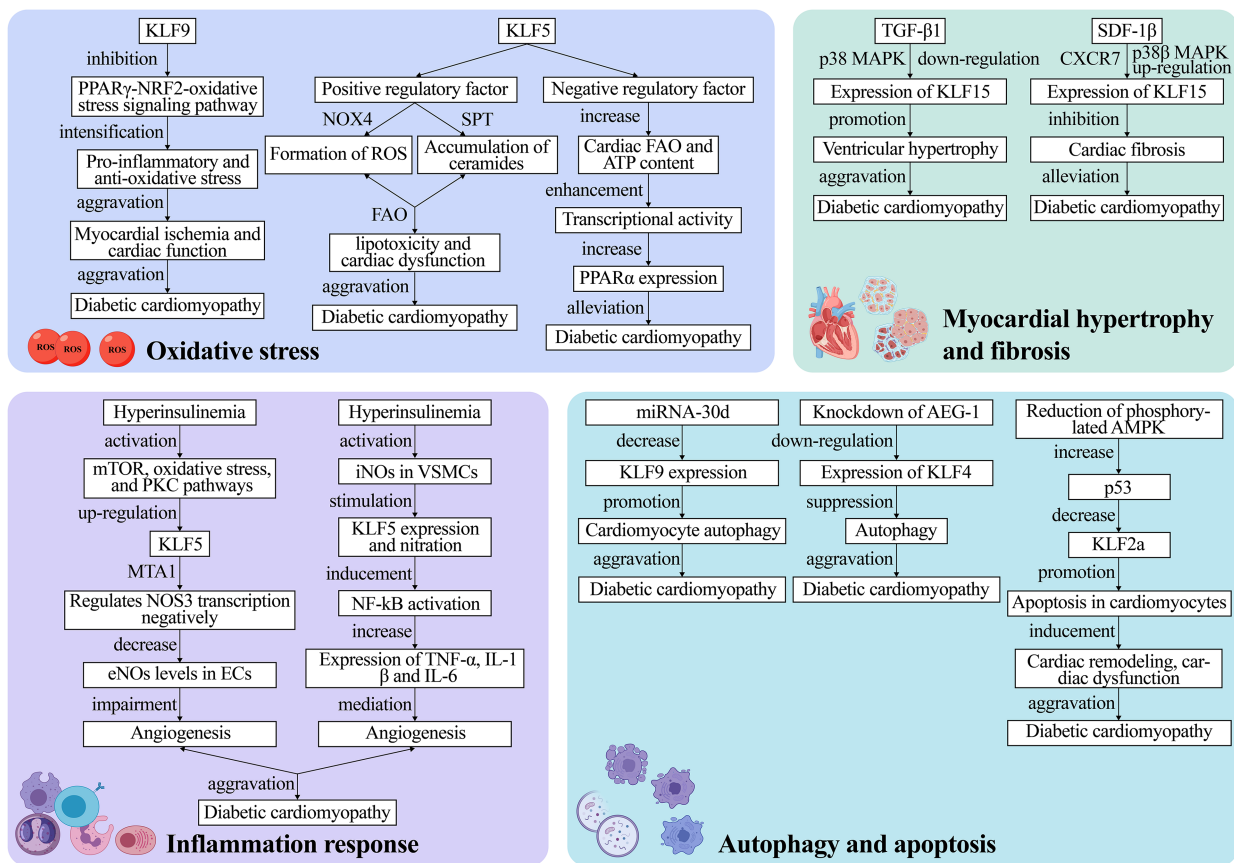 KLF9
inhibition
PPARγ-NRF2-oxidative
stress signaling pathway
intensification
Pro-inflammatory and
anti-oxidative stress
aggravation
Myocardial ischemia and
cardiac function
aggravation
Diabetic cardiomyopathy
KLF5
Positive regulatory factor
NOX4
SPT
Formation of ROS
Accumulation of
ceramides
FAO
lipotoxicity and
cardiac dysfunction
aggravation
Diabetic cardiomyopathy
Negative regulatory factor
increase
Cardiac FAO and
ATP content
enhancement
Transcriptional activity
increase
PPARα expression
alleviation
Diabetic cardiomyopathy
ROS
ROS
ROS
Oxidative stress
TGF-β1
p38 MAPK
down-regulation
Expression of KLF15
promotion
Ventricular hypertrophy
aggravation
Diabetic cardiomyopathy
SDF-1β
CXCR7
p38β MAPK
up-regulation
Expression of KLF15
inhibition
Cardiac fibrosis
alleviation
Diabetic cardiomyopathy
Myocardial hypertrophy
and fibrosis
Hyperinsulinemia
activation
mTOR, oxidative stress,
and PKC pathways
up-regulation
KLF5
MTA1
Regulates NOS3 transcription
negatively
decrease
eNOs levels in ECs
impairment
Angiogenesis
Hyperinsulinemia
activation
iNOs in VSMCs
stimulation
KLF5 expression
and nitration
inducement
NF-kB activation
increase
Expression of TNF-α, IL-1
β and IL-6
mediation
Angiogenesis
aggravation
Diabetic cardiomyopathy
Inflammation response
miRNA-30d
decrease
KLF9 expression
promotion
Cardiomyocyte autophagy
aggravation
Diabetic cardiomyopathy
Knockdown of AEG-1
down-regulation
Expression of KLF4
suppression
Autophagy
aggravation
Diabetic cardiomyopathy
Reduction of phosphory-
lated AMPK
increase
p53
decrease
KLF2a
promotion
Apoptosis in cardiomyocytes
inducement
Cardiac remodeling, car-
diac dysfunction
aggravation
Diabetic cardiomyopathy
Autophagy and apoptosis